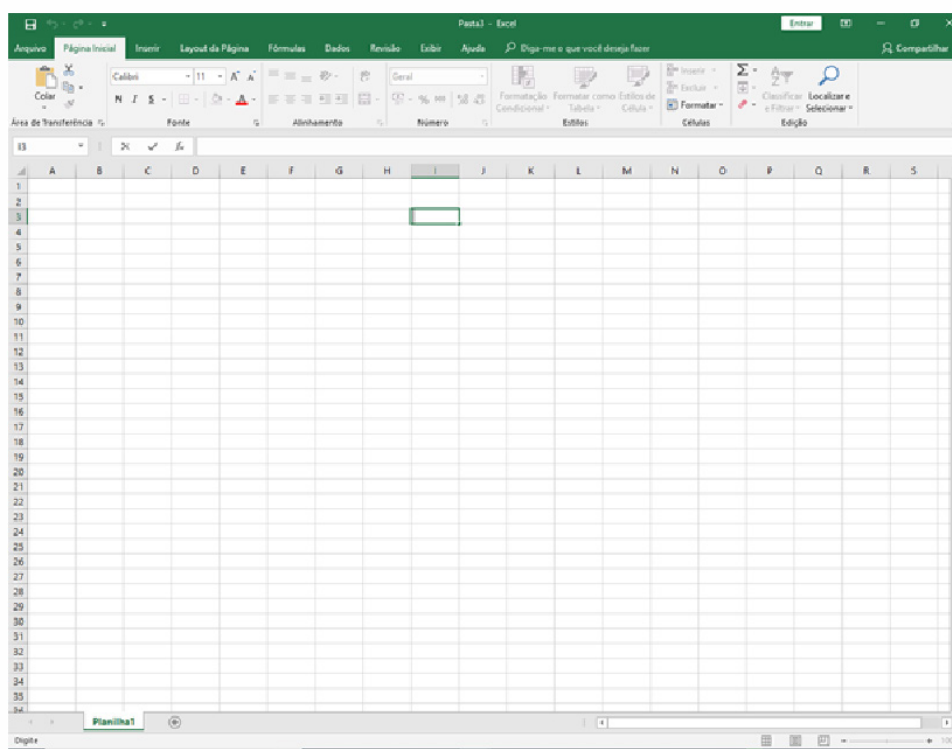 Pasta3 - Excel Entrar
Arquivo Página Inicial Inserir Layout da Página Fórmulas Dados Revisão Exibir Ajuda Diga-me o que você deseja fazer Compartilhar
Colar Calibri 11 Geral
N I S % 000
Formatação Condicional Formatar como Tabela Estilos de Célula
Inserir
Excluir
Formatar
Classificar e Filtrar Localizar e Selecionar
Área de Transferência Fonte Alinhamento Número Estilos Células Edição
I3 fx
A B C D E F G H I J K L M N O P Q R S
1
2
3
4
5
6
7
8
9
10
11
12
13
14
15
16
17
18
19
20
21
22
23
24
25
26
27
28
29
30
31
32
33
34
35
Planilha1
Digite